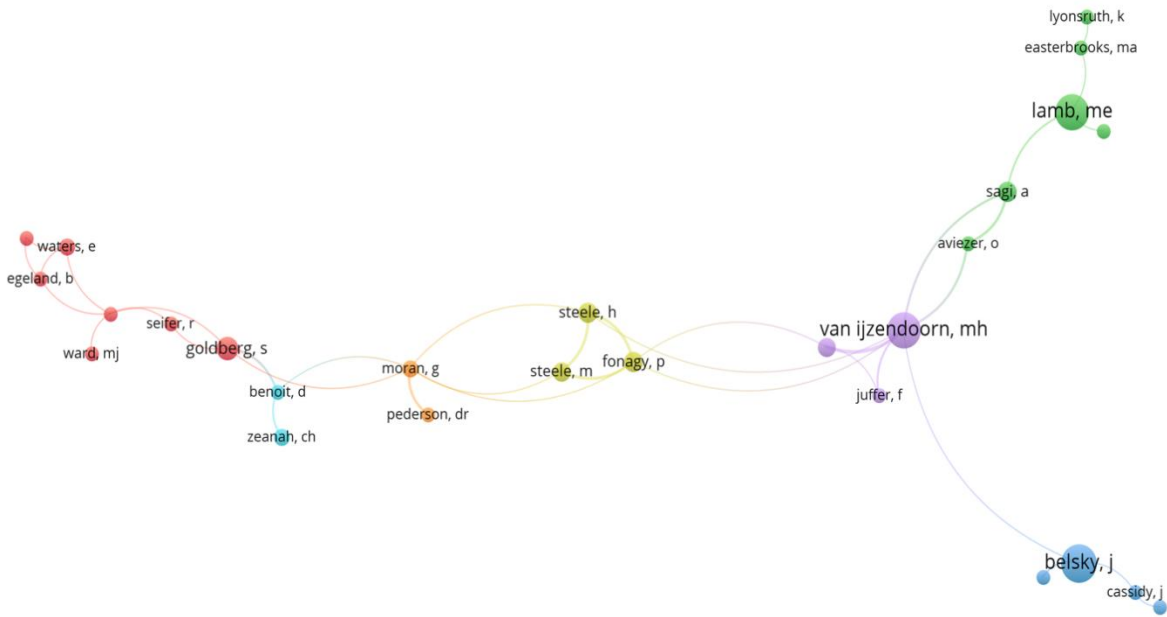 lyonsruth, k
easterbrooks, ma
lamb, me
sagi, a
aviezer, o
waters, e
egeland, b
seifer, r
ward, mj
goldberg, s
benoit, d
zeanah, ch
moran, g
pederson, dr
steele, h
steele, m
fonagy, p
van ijzendoorn, mh
juffer, f
belsky, j
cassidy, j